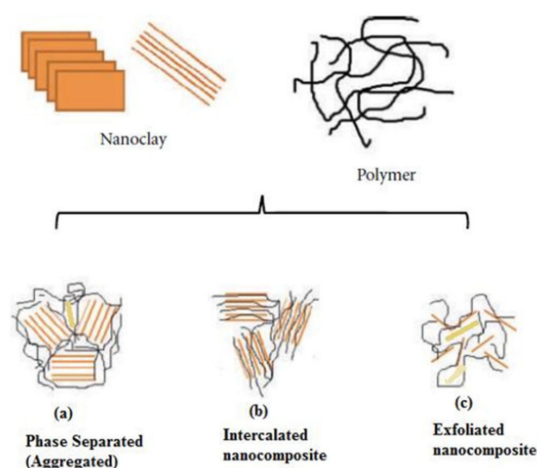 Nanoclay
Polymer
(a)
(b)
(c)
Phase Separated
(Aggregated)
Intercalated
nanocomposite
Exfoliated
nanocomposite